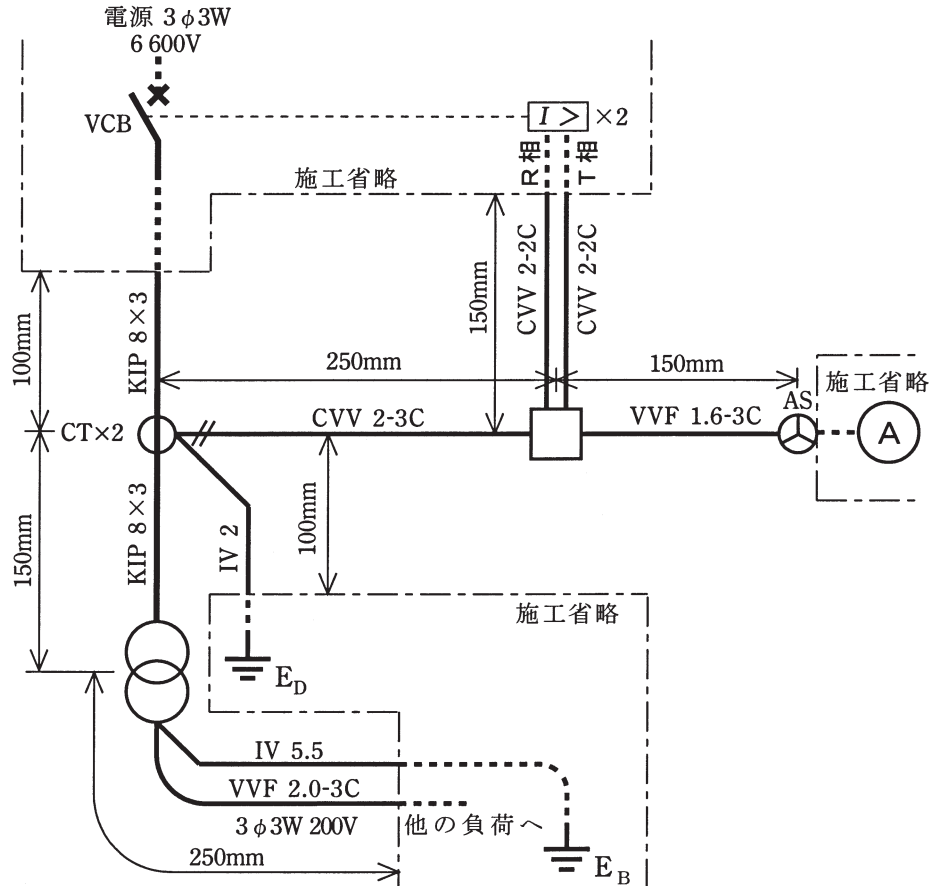 電源 3φ3W
6 600V
VCB
I >
×2
R相
T相
施工省略
CVV 2-2C
CVV 2-2C
150mm
100mm
KIP 8×3
250mm
150mm
施工省略
AS
CT×2
CVV 2-3C
VVF 1.6-3C
A
KIP 8×3
150mm
IV 2
100mm
施工省略
E_D
IV 5.5
VVF 2.0-3C
3φ3W 200V
他の負荷へ
250mm
E_B